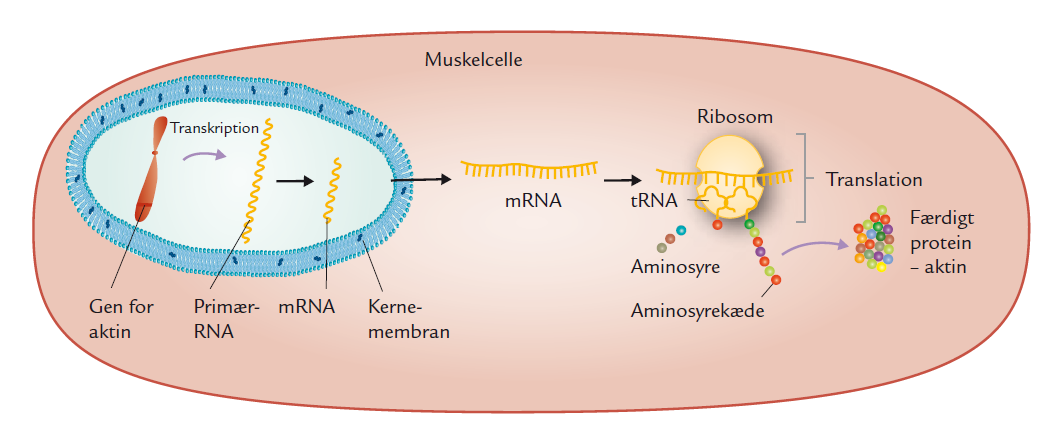 Muskelcelle
Transkription
Gen for
aktin
Primær-
RNA
mRNA
Kerne-
membran
mRNA
Ribosom
tRNA
Translation
Aminosyre
Aminosyrekæde
Færdigt
protein
– aktin